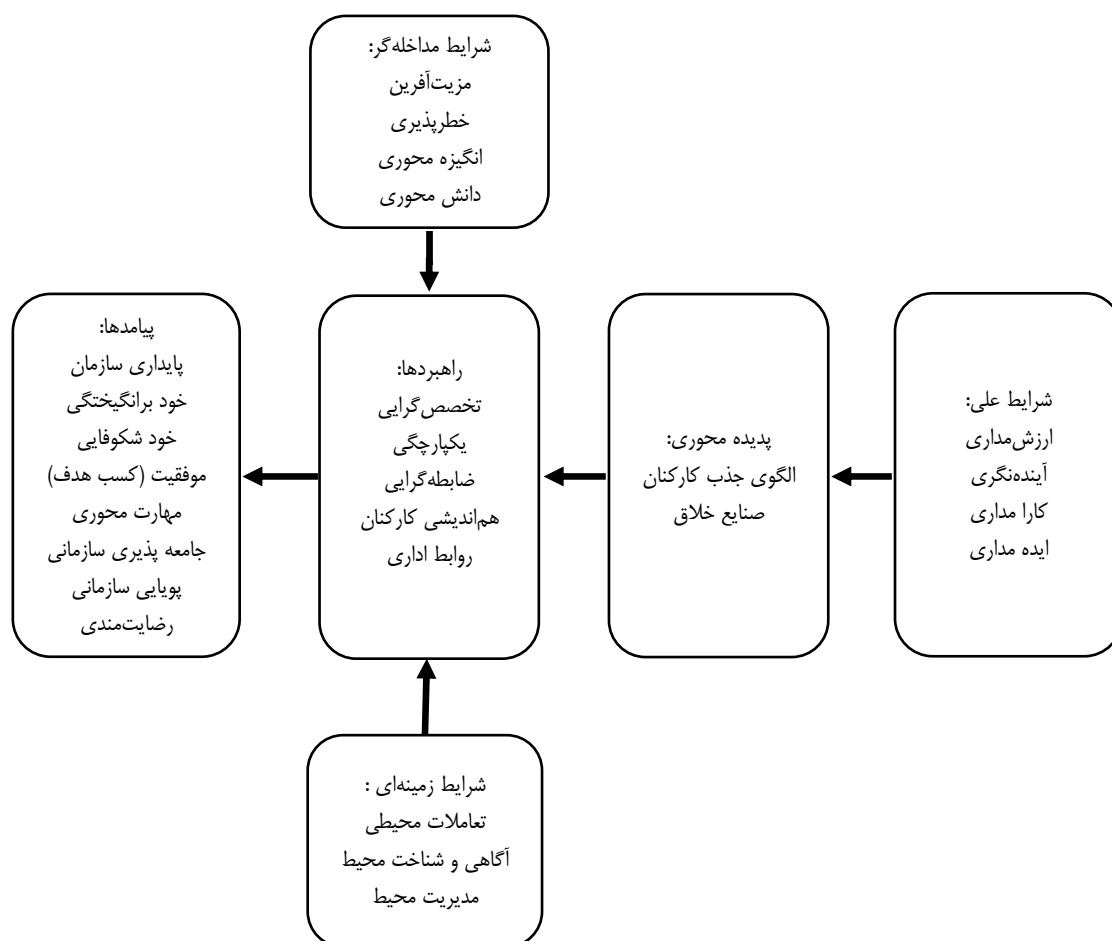 شرایط مداخله‌گر:
مزیت‌آفرین
خطرپذیری
انگیزه محوری
دانش محوری
شرایط علی:
ارزش‌مداری
آینده‌نگری
کارا مداری
ایده مداری
پدیده محوری:
الگوی جذب کارکنان
صنایع خلاق
راهبردها:
تخصص‌گرایی
یکپارچگی
ضابطه‌گرایی
هم‌اندیشی کارکنان
روابط اداری
پیامدها:
پایداری سازمان
خود برانگیختگی
خود شکوفایی
موفقیت (کسب هدف)
مهارت محوری
جامعه پذیری سازمانی
پویایی سازمانی
رضایت‌مندی
شرایط زمینه‌ای :
تعاملات محیطی
آگاهی و شناخت محیط
مدیریت محیط